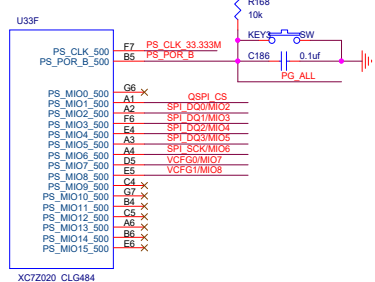 U33F
R168
10k
KEY3 SW
PS_CLK_500 F7 PS_CLK_33.333M
PS_POR_B_500 B5 PS_POR_B
C186 0.1uf
PG_ALL
PS_MIO0_500 G6
PS_MIO1_500 A1 QSPI_CS
PS_MIO2_500 A2 SPI_DQ0/MIO2
PS_MIO3_500 F6 SPI_DQ1/MIO3
PS_MIO4_500 E4 SPI_DQ2/MIO4
PS_MIO5_500 A3 SPI_DQ3/MIO5
PS_MIO6_500 A4 SPI_SCK/MIO6
PS_MIO7_500 D5 VCFG0/MIO7
PS_MIO8_500 E5 VCFG1/MIO8
PS_MIO9_500 C4
PS_MIO10_500 G7
PS_MIO11_500 B4
PS_MIO12_500 C5
PS_MIO13_500 A6
PS_MIO14_500 B6
PS_MIO15_500 E6
XC7Z020_CLG484